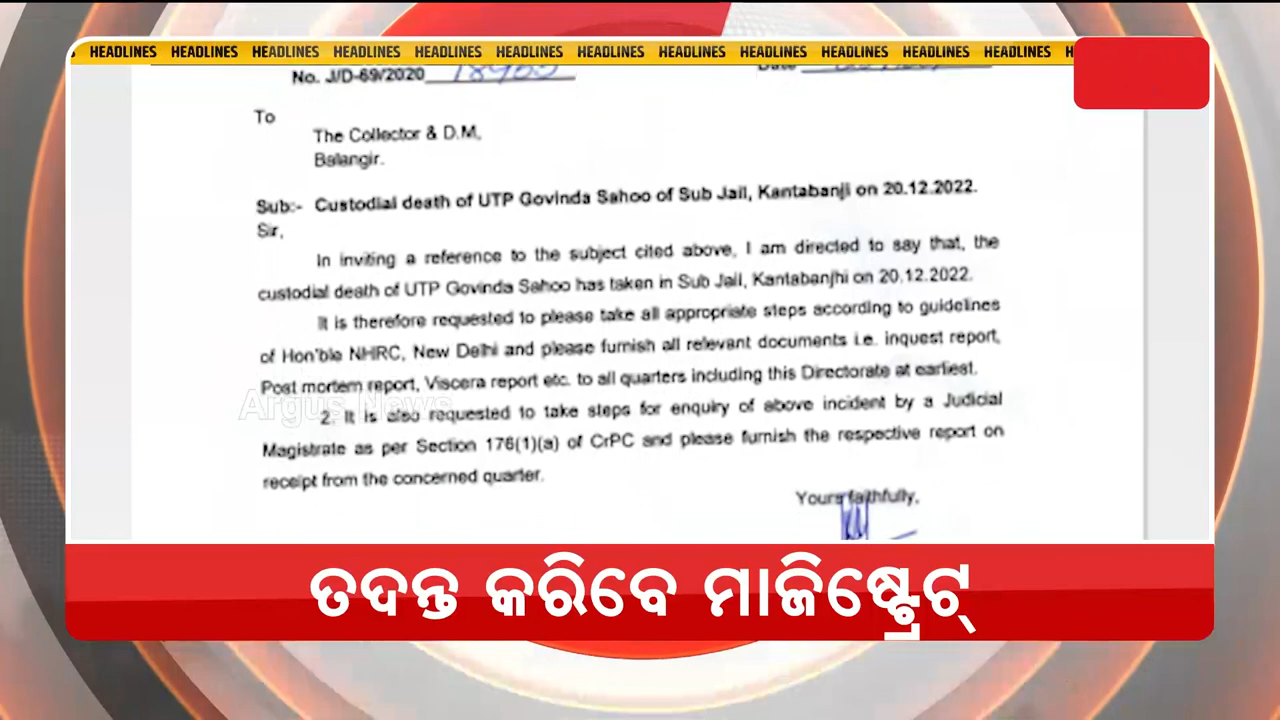 HEADLINES HEADLINES HEADLINES HEADLINES HEADLINES HEADLINES HEADLINES HEADLINES HEADLINES HEADLINES HEADLINES HEADLINES
No. J/D-69/2020
To
The Collector & D.M,
Balangir.
Sub:- Custodial death of UTP Govinda Sahoo of Sub Jail, Kantabanji on 20.12.2022.
Sir,
In inviting a reference to the subject cited above, I am directed to say that, the
custodial death of UTP Govinda Sahoo has taken in Sub Jail, Kantabanjhi on 20.12.2022.
It is therefore requested to please take all appropriate steps according to guidelines
of Hon'ble NHRC, New Delhi and please furnish all relevant documents i.e. inquest report,
Post mortem report, Viscera report etc. to all quarters including this Directorate at earliest.
Argus News
2. It is also requested to take steps for enquiry of above incident by a Judicial
Magistrate as per Section 176(1)(a) of CrPC and please furnish the respective report on
receipt from the concerned quarter.
Yours faithfully,
ତଦନ୍ତ କରିବେ ମାଜିଷ୍ଟ୍ରେଟ୍